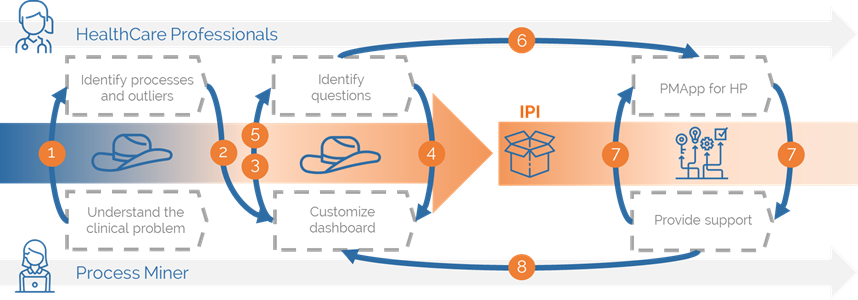 HealthCare Professionals
6
Identify processes
and outliers
Identify
questions
PMApp for HP
IPI
1
2
5
3
4
7
7
Understand the
clinical problem
Customize
dashboard
Provide support
8
Process Miner